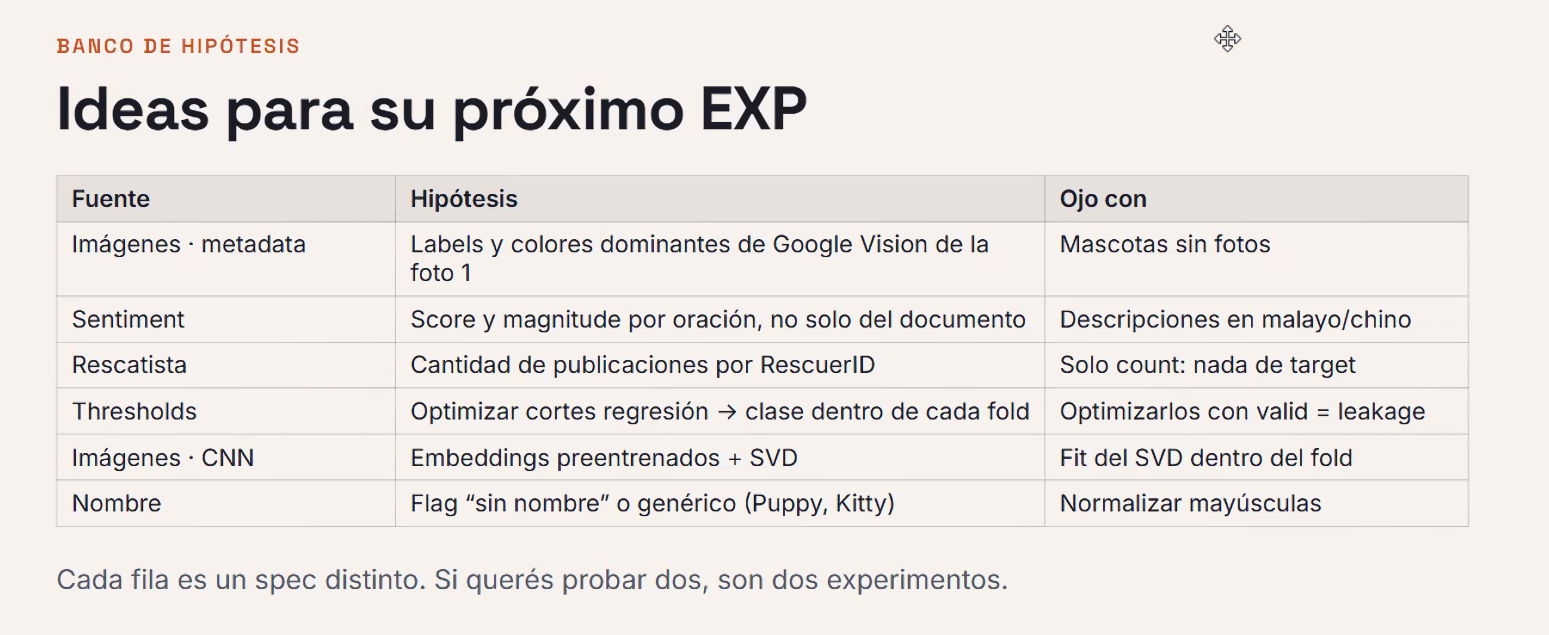 BANCO DE HIPÓTESIS
Ideas para su próximo EXP
Fuente Hipótesis Ojo con
Imágenes · metadata Labels y colores dominantes de Google Vision de la Mascotas sin fotos
foto 1
Sentiment Score y magnitude por oración, no solo del documento Descripciones en malayo/chino
Rescatista Cantidad de publicaciones por RescuerID Solo count: nada de target
Thresholds Optimizar cortes regresión → clase dentro de cada fold Optimizarlos con valid = leakage
Imágenes · CNN Embeddings preentrenados + SVD Fit del SVD dentro del fold
Nombre Flag “sin nombre” o genérico (Puppy, Kitty) Normalizar mayúsculas
Cada fila es un spec distinto. Si querés probar dos, son dos experimentos.